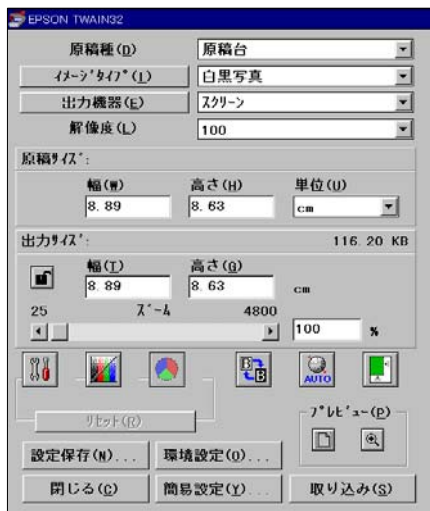 EPSON TWAIN32
原稿種(D) 原稿台
イメージタイプ(I) 白黒写真
出力機器(E) スクリーン
解像度(L) 100
原稿サイズ:
幅(W) 高さ(H) 単位(U)
8.89 8.63 cm
出力サイズ: 116.20 KB
幅(T) 高さ(G)
8.89 8.63 cm
25 ズーム 4800
100 %
B B AUTO
リセット(R) プレビュー(P)
設定保存(N)... 環境設定(O)...
閉じる(C) 簡易設定(Y)... 取り込み(S)